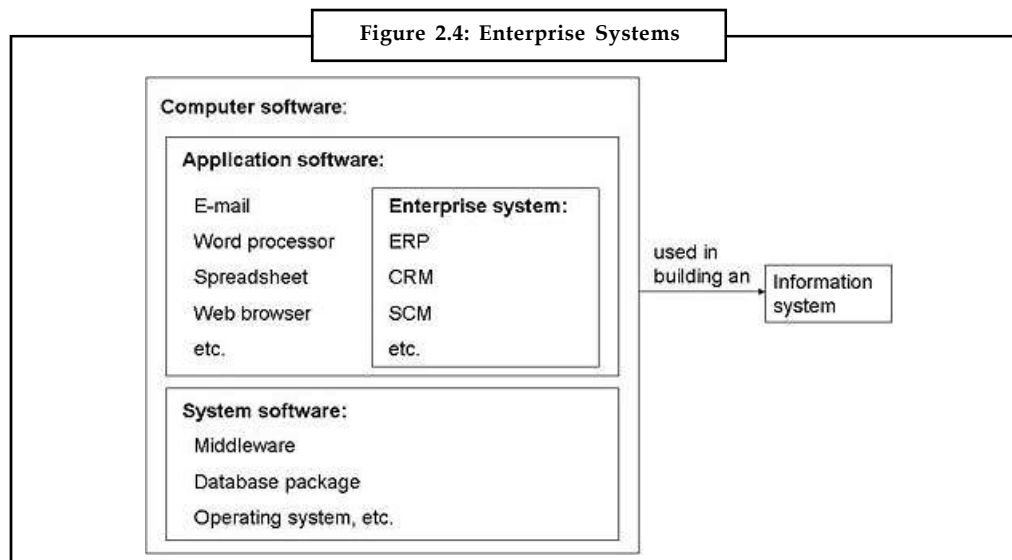 Figure 2.4: Enterprise Systems
Computer software:
Application software:
E-mail
Word processor
Spreadsheet
Web browser
etc.
Enterprise system:
ERP
CRM
SCM
etc.
System software:
Middleware
Database package
Operating system, etc.
used in
building an
Information
system